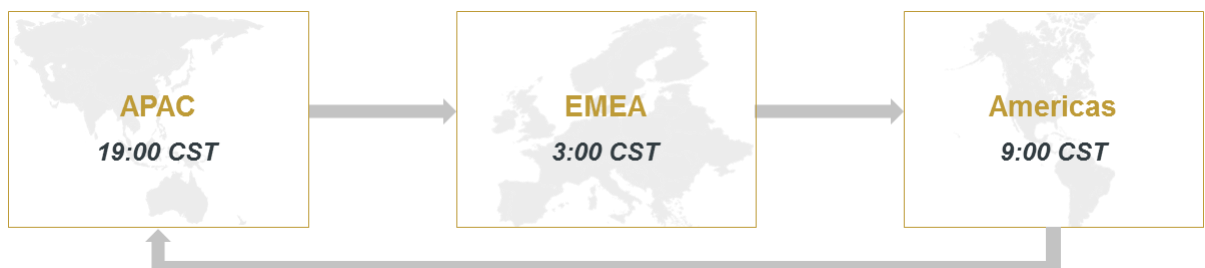 APAC
19:00 CST
EMEA
3:00 CST
Americas
9:00 CST